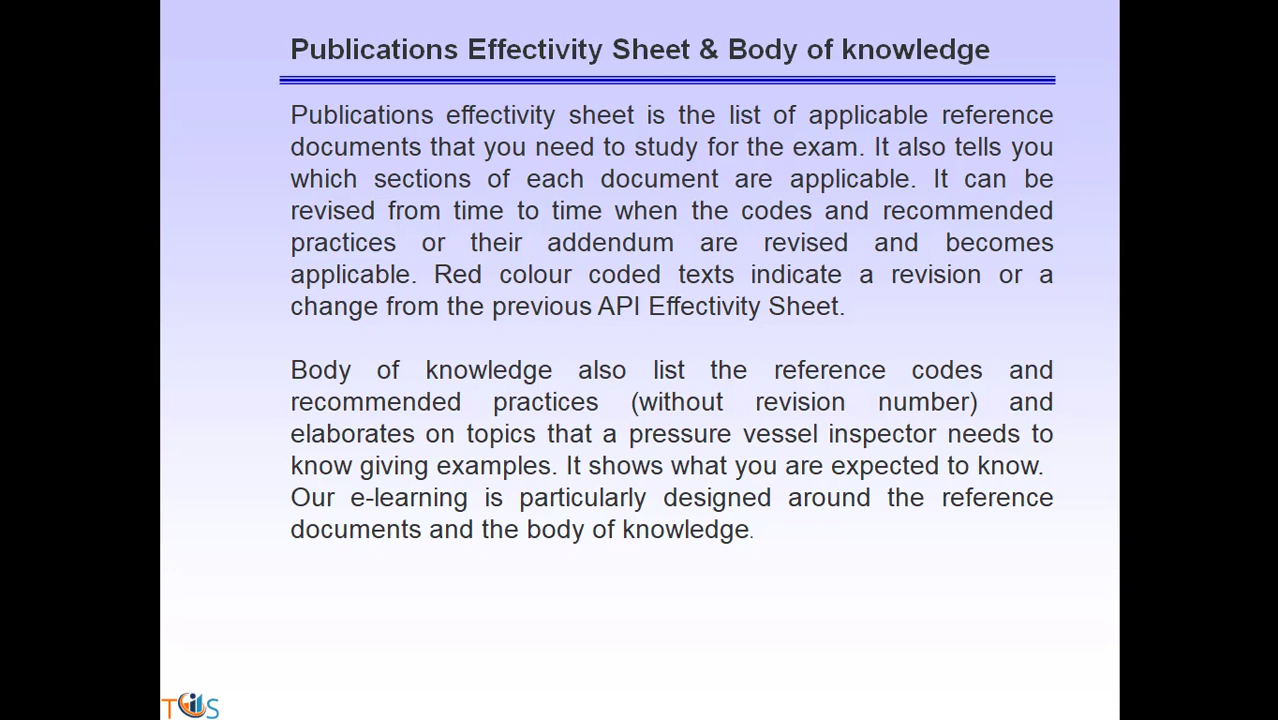 Publications Effectivity Sheet & Body of knowledge
Publications effectivity sheet is the list of applicable reference
documents that you need to study for the exam. It also tells you
which sections of each document are applicable. It can be
revised from time to time when the codes and recommended
practices or their addendum are revised and becomes
applicable. Red colour coded texts indicate a revision or a
change from the previous API Effectivity Sheet.
Body of knowledge also list the reference codes and
recommended practices (without revision number) and
elaborates on topics that a pressure vessel inspector needs to
know giving examples. It shows what you are expected to know.
Our e-learning is particularly designed around the reference
documents and the body of knowledge.